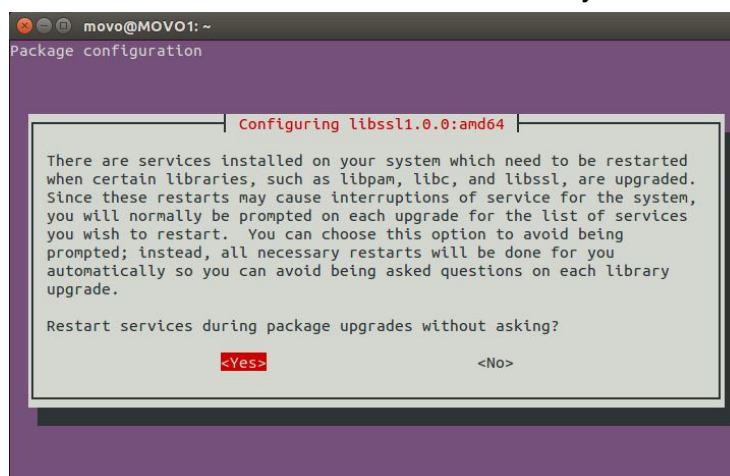 movo@MOVO1: ~
Package configuration
Configuring libssl1.0.0:amd64
There are services installed on your system which need to be restarted
when certain libraries, such as libpam, libc, and libssl, are upgraded.
Since these restarts may cause interruptions of service for the system,
you will normally be prompted on each upgrade for the list of services
you wish to restart.  You can choose this option to avoid being
prompted; instead, all necessary restarts will be done for you
automatically so you can avoid being asked questions on each library
upgrade.
Restart services during package upgrades without asking?
<Yes> <No>